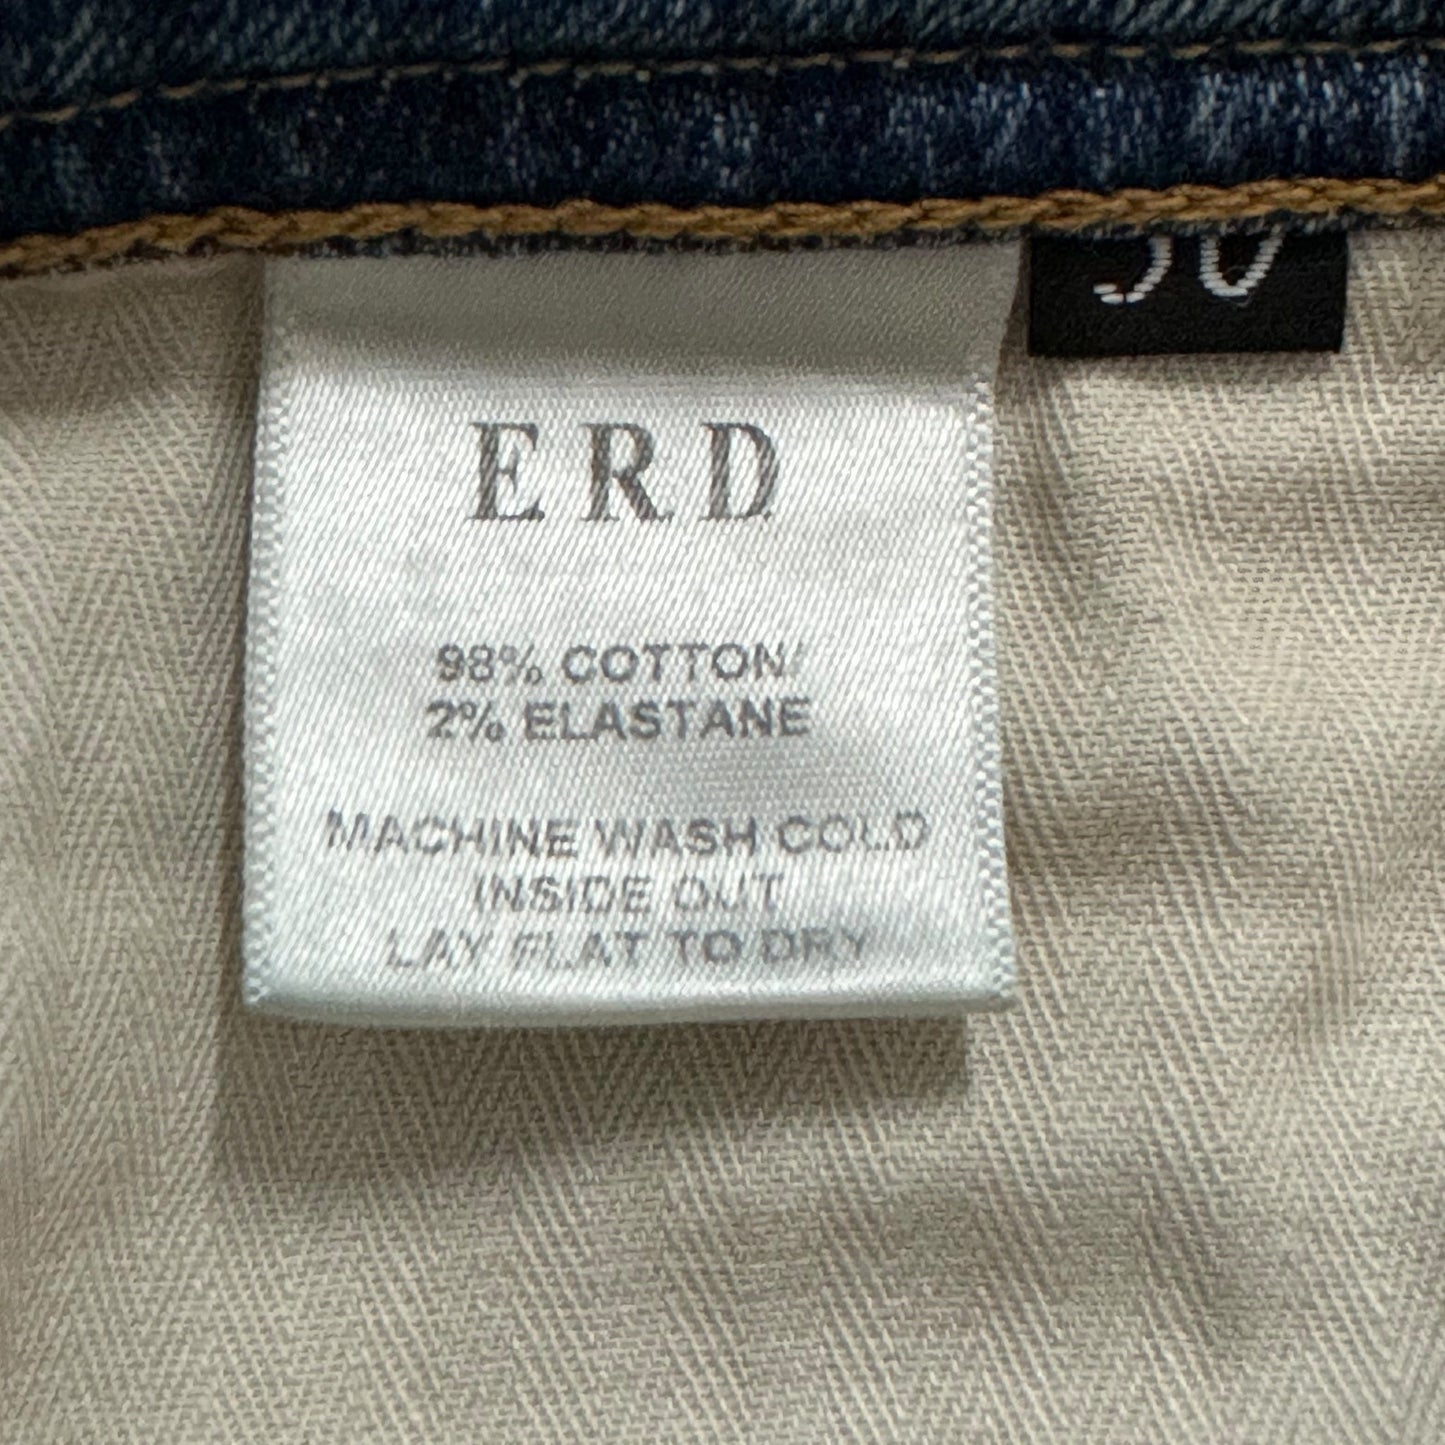 ERD
98% COTTON/
2% ELASTANE
MACHINE WASH COLD
INSIDE OUT
LAY FLAT TO DRY